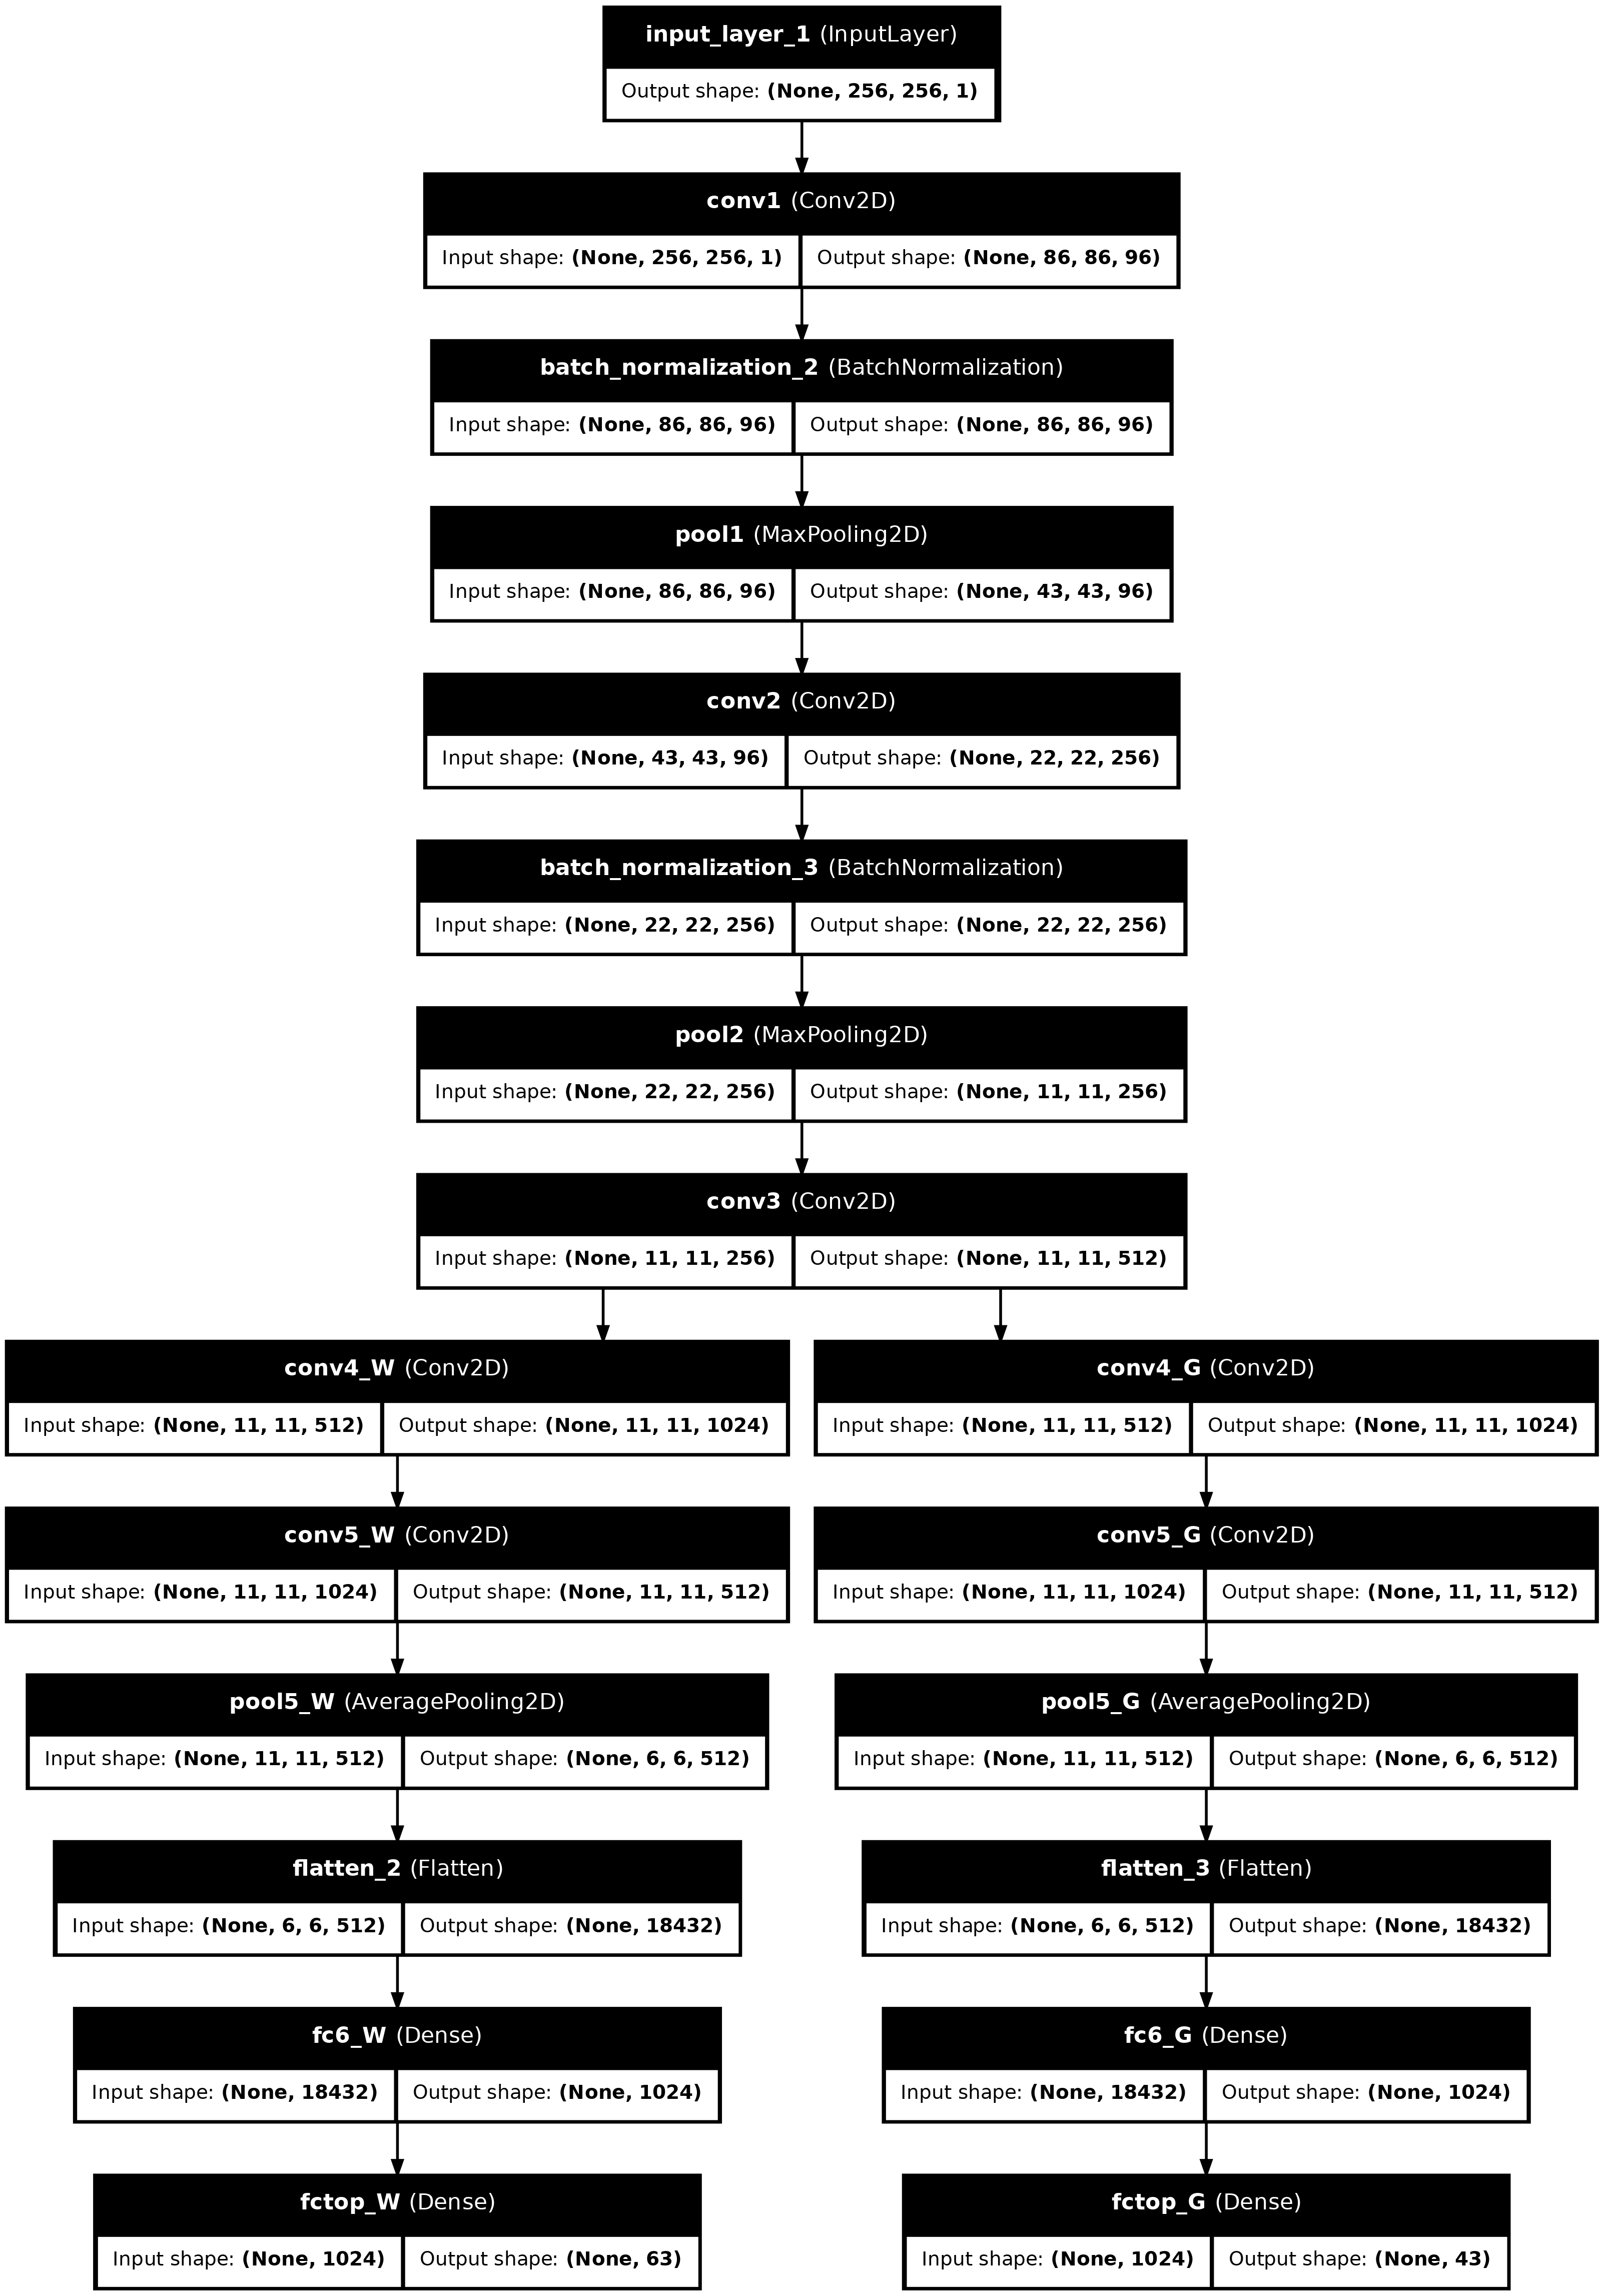 input_layer_1 (InputLayer)
Output shape: (None, 256, 256, 1)
conv1 (Conv2D)
Input shape: (None, 256, 256, 1) Output shape: (None, 86, 86, 96)
batch_normalization_2 (BatchNormalization)
Input shape: (None, 86, 86, 96) Output shape: (None, 86, 86, 96)
pool1 (MaxPooling2D)
Input shape: (None, 86, 86, 96) Output shape: (None, 43, 43, 96)
conv2 (Conv2D)
Input shape: (None, 43, 43, 96) Output shape: (None, 22, 22, 256)
batch_normalization_3 (BatchNormalization)
Input shape: (None, 22, 22, 256) Output shape: (None, 22, 22, 256)
pool2 (MaxPooling2D)
Input shape: (None, 22, 22, 256) Output shape: (None, 11, 11, 256)
conv3 (Conv2D)
Input shape: (None, 11, 11, 256) Output shape: (None, 11, 11, 512)
conv4_W (Conv2D)
Input shape: (None, 11, 11, 512) Output shape: (None, 11, 11, 1024)
conv5_W (Conv2D)
Input shape: (None, 11, 11, 1024) Output shape: (None, 11, 11, 512)
pool5_W (AveragePooling2D)
Input shape: (None, 11, 11, 512) Output shape: (None, 6, 6, 512)
flatten_2 (Flatten)
Input shape: (None, 6, 6, 512) Output shape: (None, 18432)
fc6_W (Dense)
Input shape: (None, 18432) Output shape: (None, 1024)
fctop_W (Dense)
Input shape: (None, 1024) Output shape: (None, 63)
conv4_G (Conv2D)
Input shape: (None, 11, 11, 512) Output shape: (None, 11, 11, 1024)
conv5_G (Conv2D)
Input shape: (None, 11, 11, 1024) Output shape: (None, 11, 11, 512)
pool5_G (AveragePooling2D)
Input shape: (None, 11, 11, 512) Output shape: (None, 6, 6, 512)
flatten_3 (Flatten)
Input shape: (None, 6, 6, 512) Output shape: (None, 18432)
fc6_G (Dense)
Input shape: (None, 18432) Output shape: (None, 1024)
fctop_G (Dense)
Input shape: (None, 1024) Output shape: (None, 43)